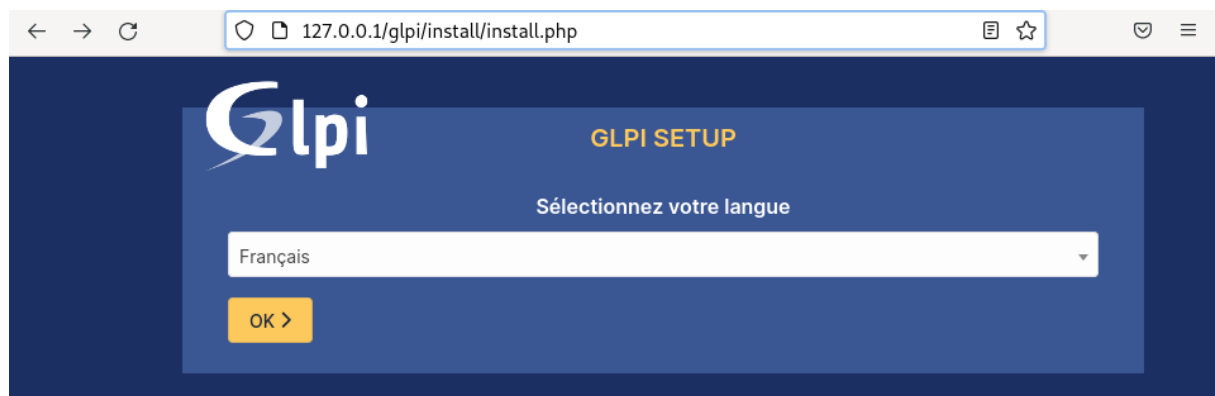 127.0.0.1/glpi/install/install.php
Glpi
GLPI SETUP
Sélectionnez votre langue
Français
OK